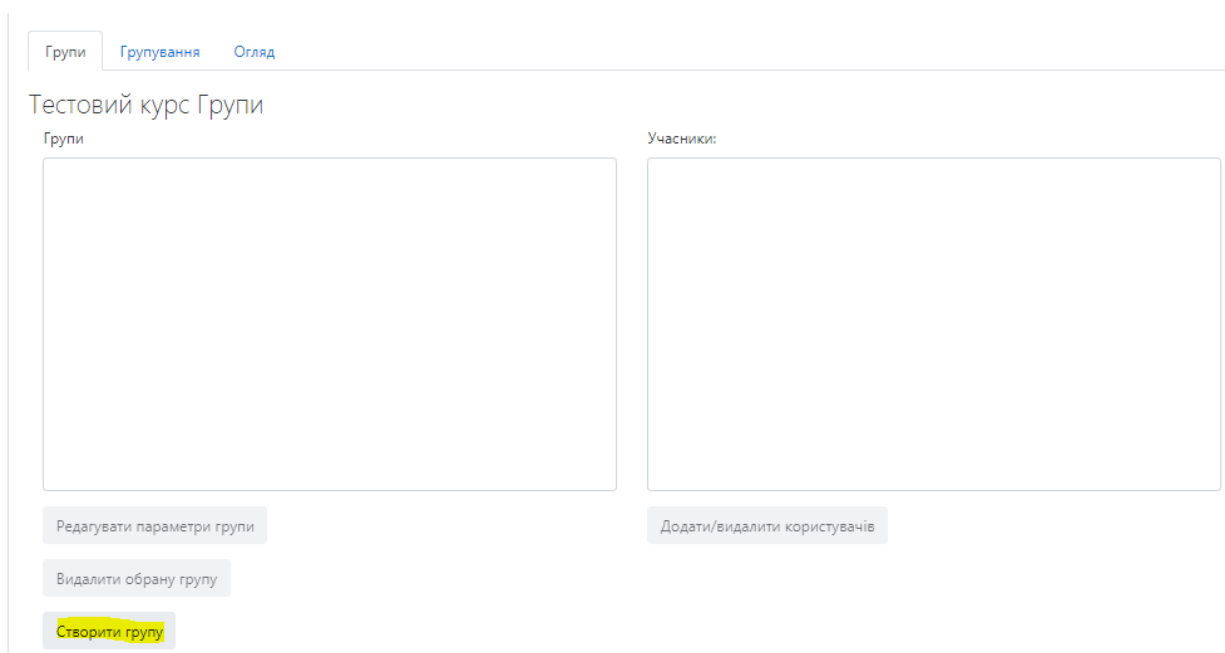 Групи Групування Огляд
Тестовий курс Групи
Групи Учасники:
Редагувати параметри групи Додати/видалити користувачів
Видалити обрану групу
Створити групу